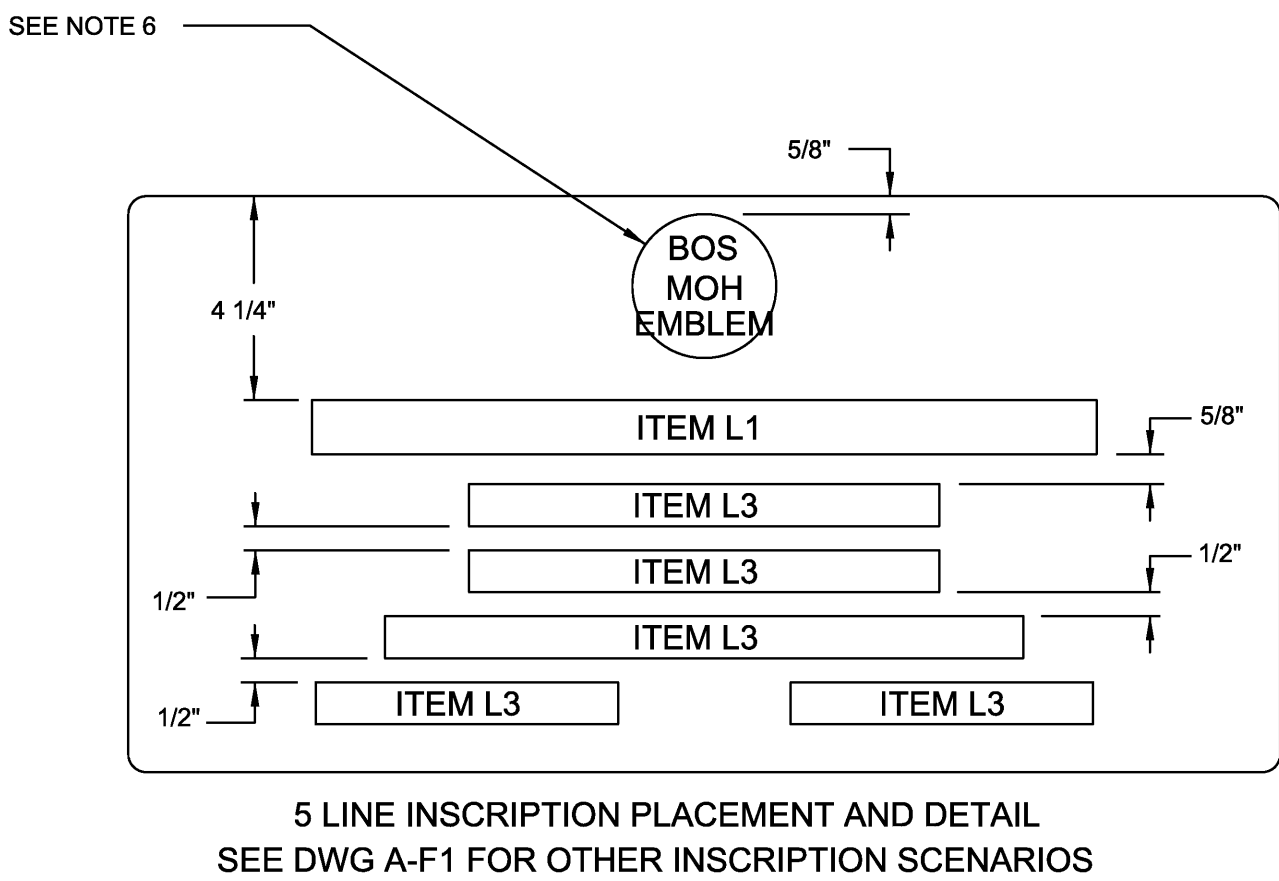 SEE NOTE 6
5/8"
BOS
MOH
EMBLEM
4 1/4"
ITEM L1
5/8"
ITEM L3
ITEM L3
1/2"
1/2"
ITEM L3
ITEM L3 ITEM L3
1/2"
5 LINE INSCRIPTION PLACEMENT AND DETAIL
SEE DWG A-F1 FOR OTHER INSCRIPTION SCENARIOS